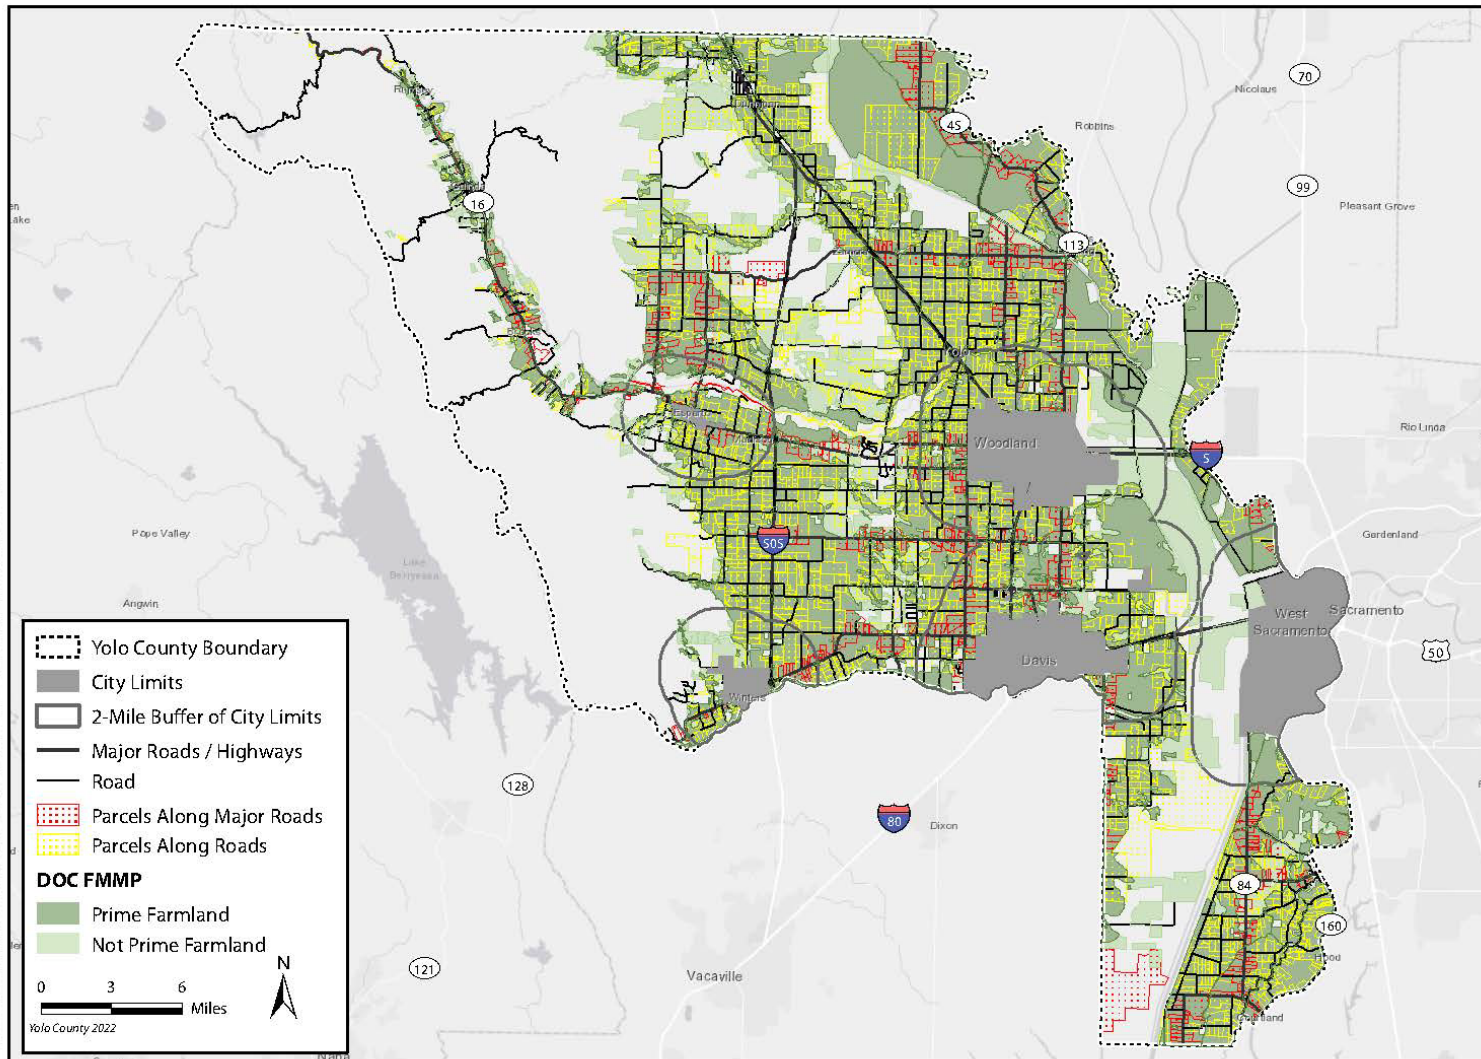 70
Nicolaus
45
Robbins
99
Pleasant Grove
16
113
Woodland
5
Rio Linda
Pope Valley
505
Gardenland
Lake
Berryessa
Angwin
West
Sacramento
Sacramento
50
Davis
Winters
128
80
Dixon
84
160
Hood
121
Vacaville
Courtland
Yolo County Boundary
City Limits
2-Mile Buffer of City Limits
Major Roads / Highways
Road
Parcels Along Major Roads
Parcels Along Roads
DOC FMMP
Prime Farmland
Not Prime Farmland
N
0 3 6
Miles
Yolo County 2022